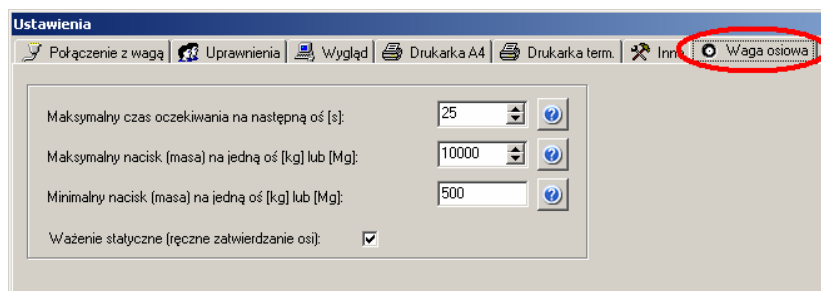 Ustawienia
Połączenie z wagą Uprawnienia Wygląd Drukarka A4 Drukarka term. Inne Waga osiowa
Maksymalny czas oczekiwania na następną oś [s]: 25
Maksymalny nacisk (masa) na jedną oś [kg] lub [Mg]: 10000
Minimalny nacisk (masa) na jedną oś [kg] lub [Mg]: 500
Ważenie statyczne (ręczne zatwierdzanie osi):